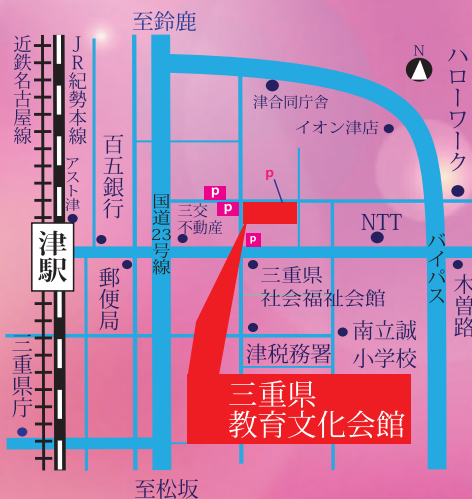 至鈴鹿
近鉄名古屋線
JR紀勢本線
アスト津
百五銀行
津合同庁舎
イオン津店
N
ハローワーク
P
P
P
P
国道23号線
三交
不動産
NTT
バイパス
津駅
郵便局
三重県
社会福祉会館
木曽路
三重県庁
津税務署
南立誠
小学校
三重県
教育文化会館
至松坂